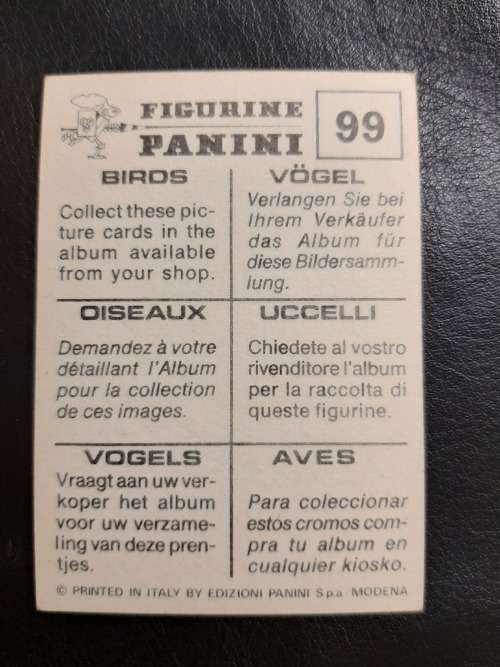 FIGURINE
PANINI
99
BIRDS
Collect these pic-
ture cards in the
album available
from your shop.
VÖGEL
Verlangen Sie bei
Ihrem Verkäufer
das Album für
diese Bildersamm-
lung.
OISEAUX
Demandez à votre
détaillant l'Album
pour la collection
de ces images.
UCCELLI
Chiedete al vostro
rivenditore l'album
per la raccolta di
queste figurine.
VOGELS
Vraagt aan uw ver-
koper het album
voor uw verzame-
ling van deze pren-
tjes.
AVES
Para coleccionar
estos cromos com-
pra tu album en
cualquier kiosko.
© PRINTED IN ITALY BY EDIZIONI PANINI S.p.a. MODENA